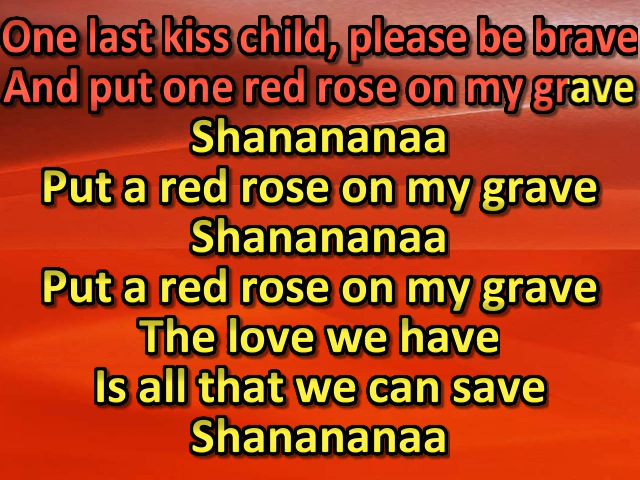 One last kiss child, please be brave
And put one red rose on my grave
Shanananaa
Put a red rose on my grave
Shanananaa
Put a red rose on my grave
The love we have
Is all that we can save
Shanananaa